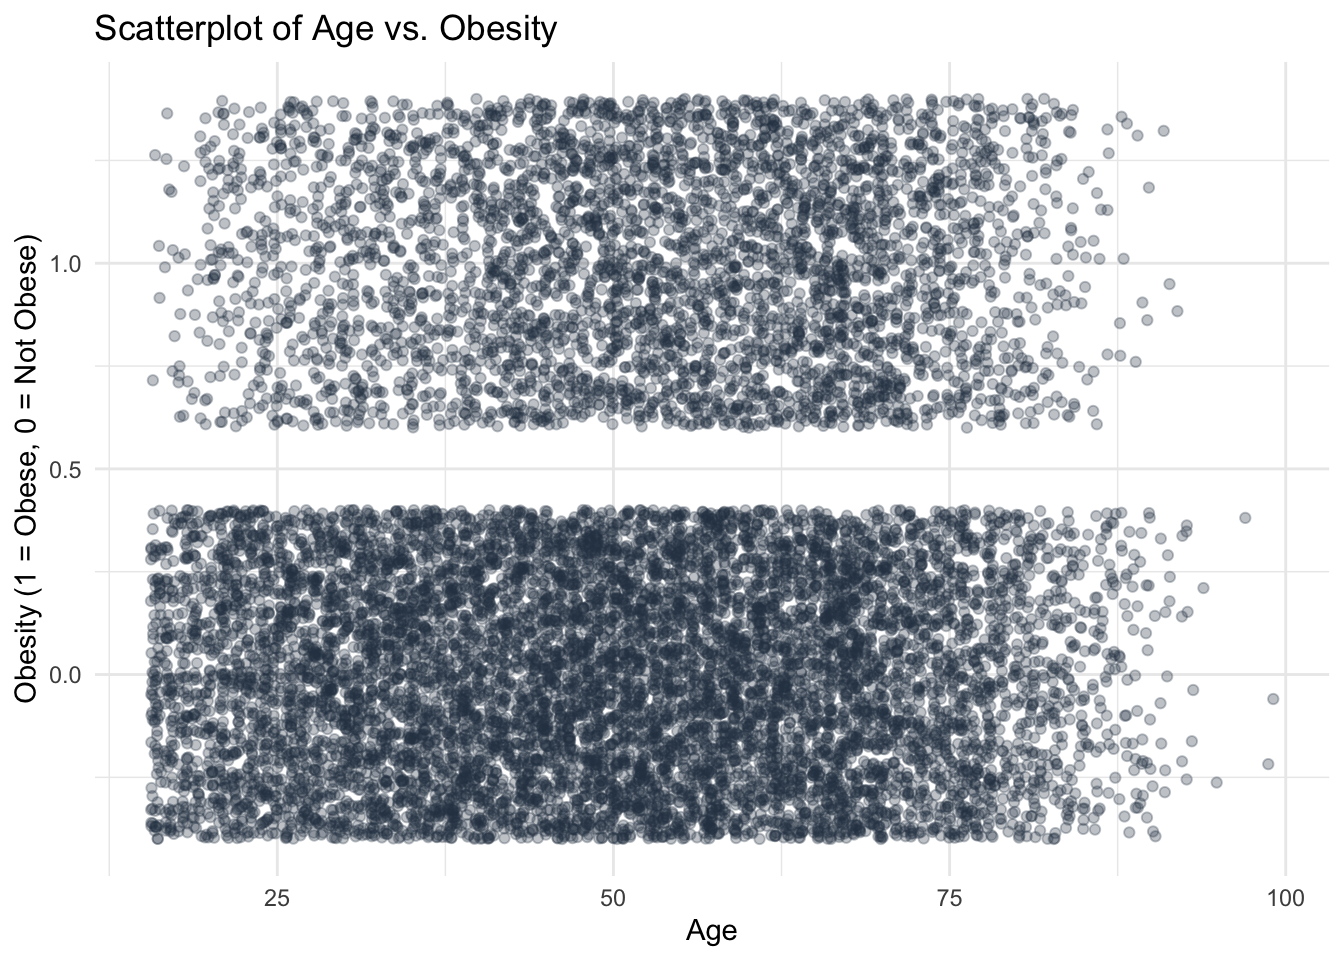 Scatterplot of Age vs. Obesity
Obesity (1 = Obese, 0 = Not Obese)
1.0
0.5
0.0
25 50 75 100
Age